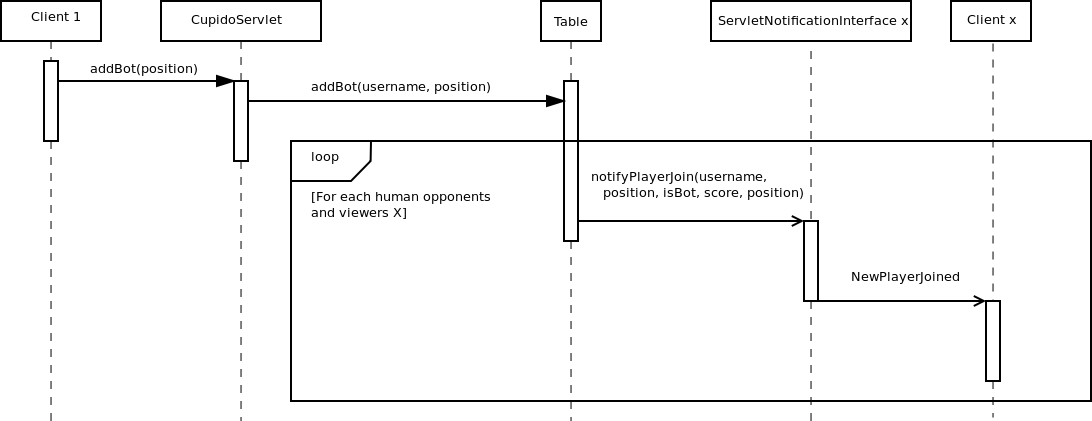 Client 1
CupidoServlet
Table
ServletNotificationInterface x
Client x
addBot(position)
addBot(username, position)
loop
[For each human opponents
and viewers X]
notifyPlayerJoin(username,
position, isBot, score, position)
NewPlayerJoined